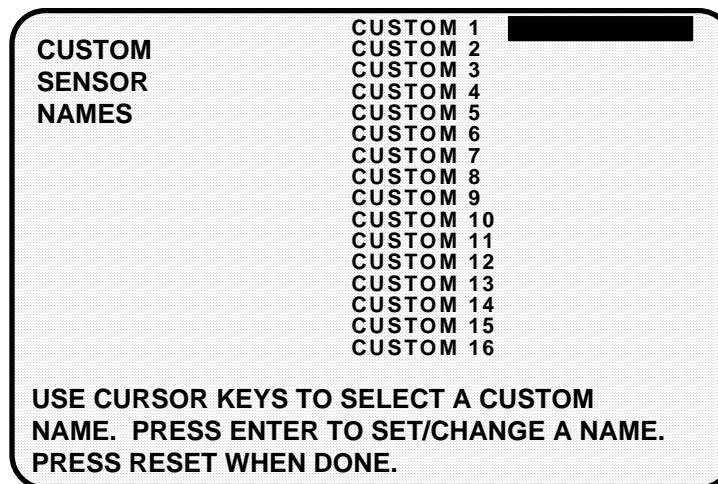 CUSTOM
SENSOR
NAMES
CUSTOM 1
CUSTOM 2
CUSTOM 3
CUSTOM 4
CUSTOM 5
CUSTOM 6
CUSTOM 7
CUSTOM 8
CUSTOM 9
CUSTOM 10
CUSTOM 11
CUSTOM 12
CUSTOM 13
CUSTOM 14
CUSTOM 15
CUSTOM 16
USE CURSOR KEYS TO SELECT A CUSTOM
NAME. PRESS ENTER TO SET/CHANGE A NAME.
PRESS RESET WHEN DONE.